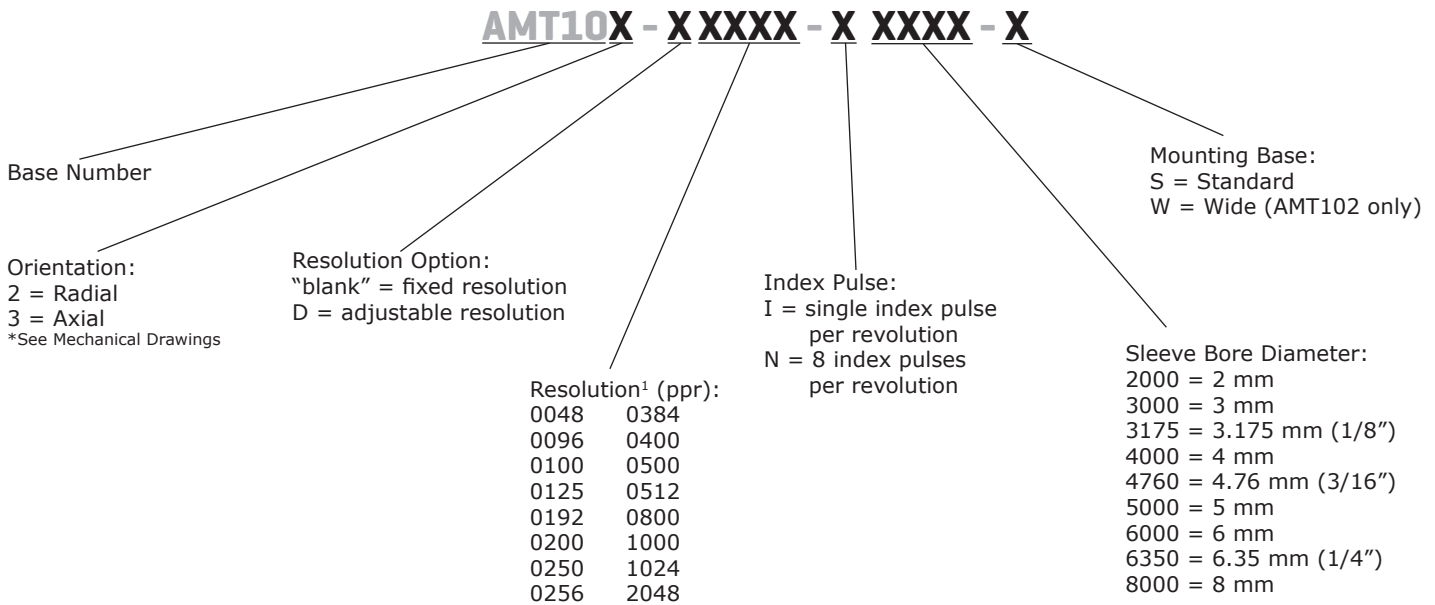 AMT10X - X XXXX - X XXXX - X
Base Number
Orientation:
2 = Radial
3 = Axial
*See Mechanical Drawings
Resolution Option:
“blank” = fixed resolution
D = adjustable resolution
Resolution¹ (ppr):
0048 0384
0096 0400
0100 0500
0125 0512
0192 0800
0200 1000
0250 1024
0256 2048
Index Pulse:
I = single index pulse
per revolution
N = 8 index pulses
per revolution
Sleeve Bore Diameter:
2000 = 2 mm
3000 = 3 mm
3175 = 3.175 mm (1/8”)
4000 = 4 mm
4760 = 4.76 mm (3/16”)
5000 = 5 mm
6000 = 6 mm
6350 = 6.35 mm (1/4”)
8000 = 8 mm
Mounting Base:
S = Standard
W = Wide (AMT102 only)